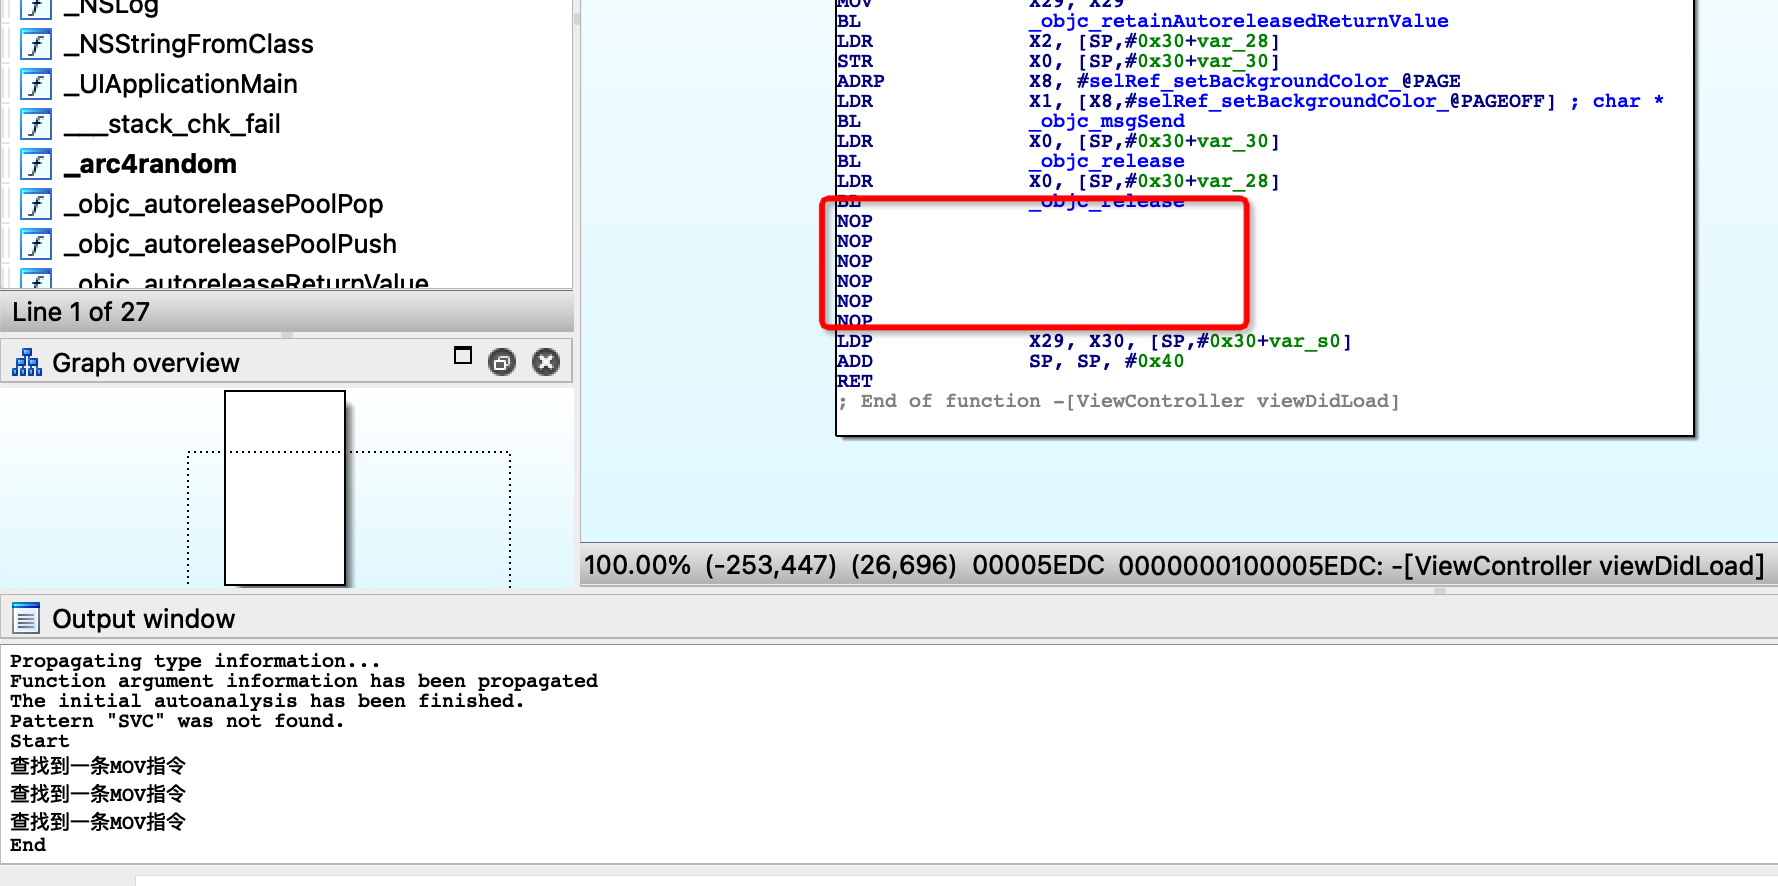 _NSLog
_NSStringFromClass
_UIApplicationMain
___stack_chk_fail
_arc4random
_objc_autoreleasePoolPop
_objc_autoreleasePoolPush
_objc_autoreleaseReturnValue
Line 1 of 27
Graph overview
MOV X29, X29
BL _objc_retainAutoreleasedReturnValue
LDR X2, [SP,#0x30+var_28]
STR X0, [SP,#0x30+var_30]
ADRP X8, #selRef_setBackgroundColor_@PAGE
LDR X1, [X8,#selRef_setBackgroundColor_@PAGEOFF] ; char *
BL _objc_msgSend
LDR X0, [SP,#0x30+var_30]
BL _objc_release
LDR X0, [SP,#0x30+var_28]
BL _objc_release
NOP
NOP
NOP
NOP
NOP
NOP
LDP X29, X30, [SP,#0x30+var_s0]
ADD SP, SP, #0x40
RET
; End of function -[ViewController viewDidLoad]
100.00% (-253,447) (26,696) 00005EDC 0000000100005EDC: -[ViewController viewDidLoad]
Output window
Propagating type information...
Function argument information has been propagated
The initial autoanalysis has been finished.
Pattern "SVC" was not found.
Start
查找到一条MOV指令
查找到一条MOV指令
查找到一条MOV指令
End